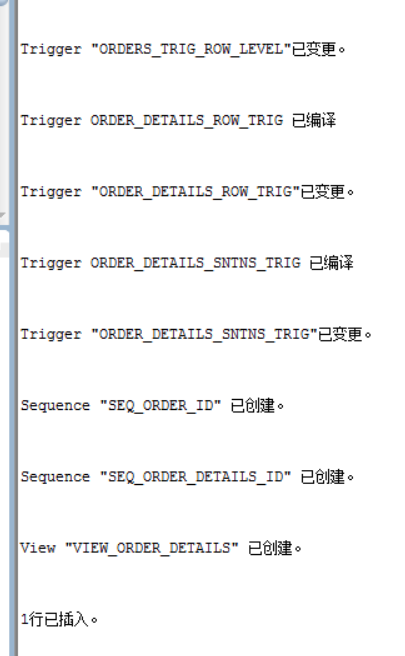 Trigger "ORDERS_TRIG_ROW_LEVEL"已变更。
Trigger ORDER_DETAILS_ROW_TRIG 已编译
Trigger "ORDER_DETAILS_ROW_TRIG"已变更。
Trigger ORDER_DETAILS_SNTNS_TRIG 已编译
Trigger "ORDER_DETAILS_SNTNS_TRIG"已变更。
Sequence "SEQ_ORDER_ID" 已创建。
Sequence "SEQ_ORDER_DETAILS_ID" 已创建。
View "VIEW_ORDER_DETAILS" 已创建。
1行已插入。